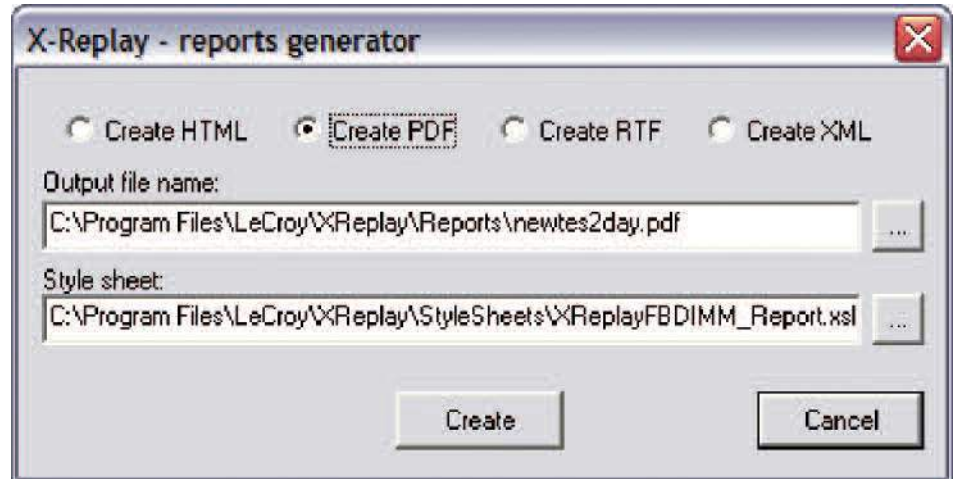 X-Replay - reports generator
Create HTML Create PDF Create RTF Create XML
Output file name:
C:\Program Files\LeCroy\XReplay\Reports\newtes2day.pdf
...
Style sheet:
C:\Program Files\LeCroy\XReplay\StyleSheets\XReplayFBDIMM_Report.xsl
...
Create Cancel